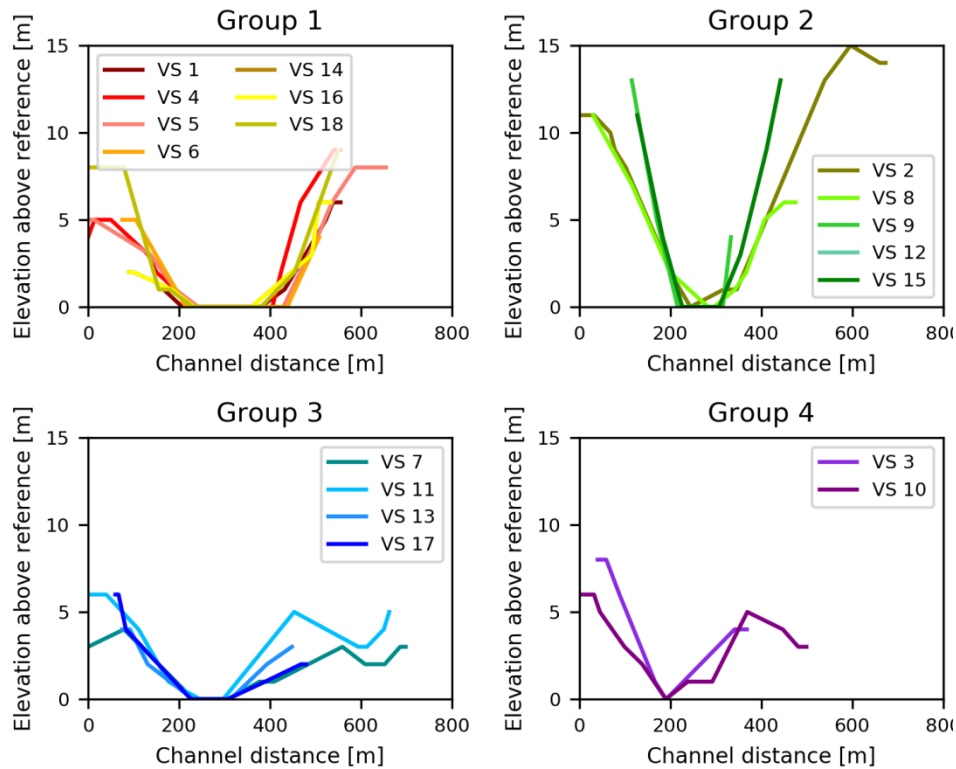 Group 1
Elevation above reference [m]
15
10
5
0
VS 1
VS 4
VS 5
VS 6
VS 14
VS 16
VS 18
0 200 400 600 800
Channel distance [m]
Group 2
Elevation above reference [m]
15
10
5
0
VS 2
VS 8
VS 9
VS 12
VS 15
0 200 400 600 800
Channel distance [m]
Group 3
Elevation above reference [m]
15
10
5
0
VS 7
VS 11
VS 13
VS 17
0 200 400 600 800
Channel distance [m]
Group 4
Elevation above reference [m]
15
10
5
0
VS 3
VS 10
0 200 400 600 800
Channel distance [m]